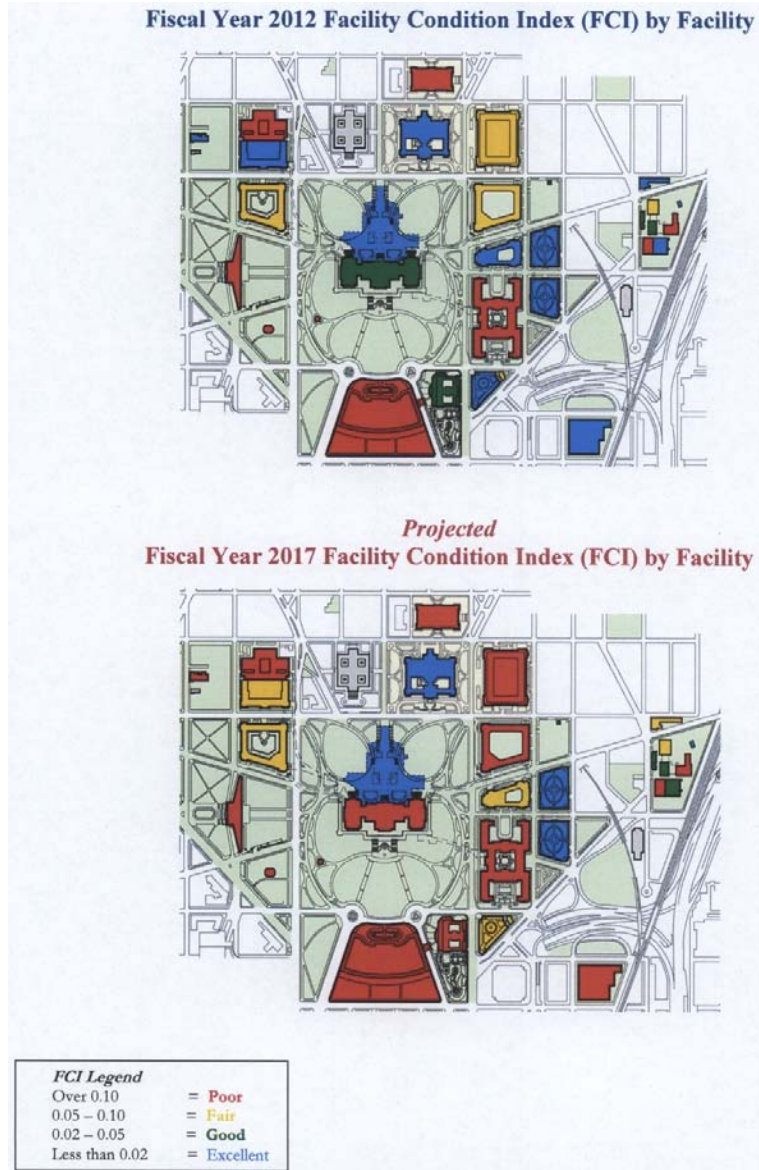 Fiscal Year 2012 Facility Condition Index (FCI) by Facility
Projected
Fiscal Year 2017 Facility Condition Index (FCI) by Facility
FCI Legend
Over 0.10 = Poor
0.05 – 0.10 = Fair
0.02 – 0.05 = Good
Less than 0.02 = Excellent